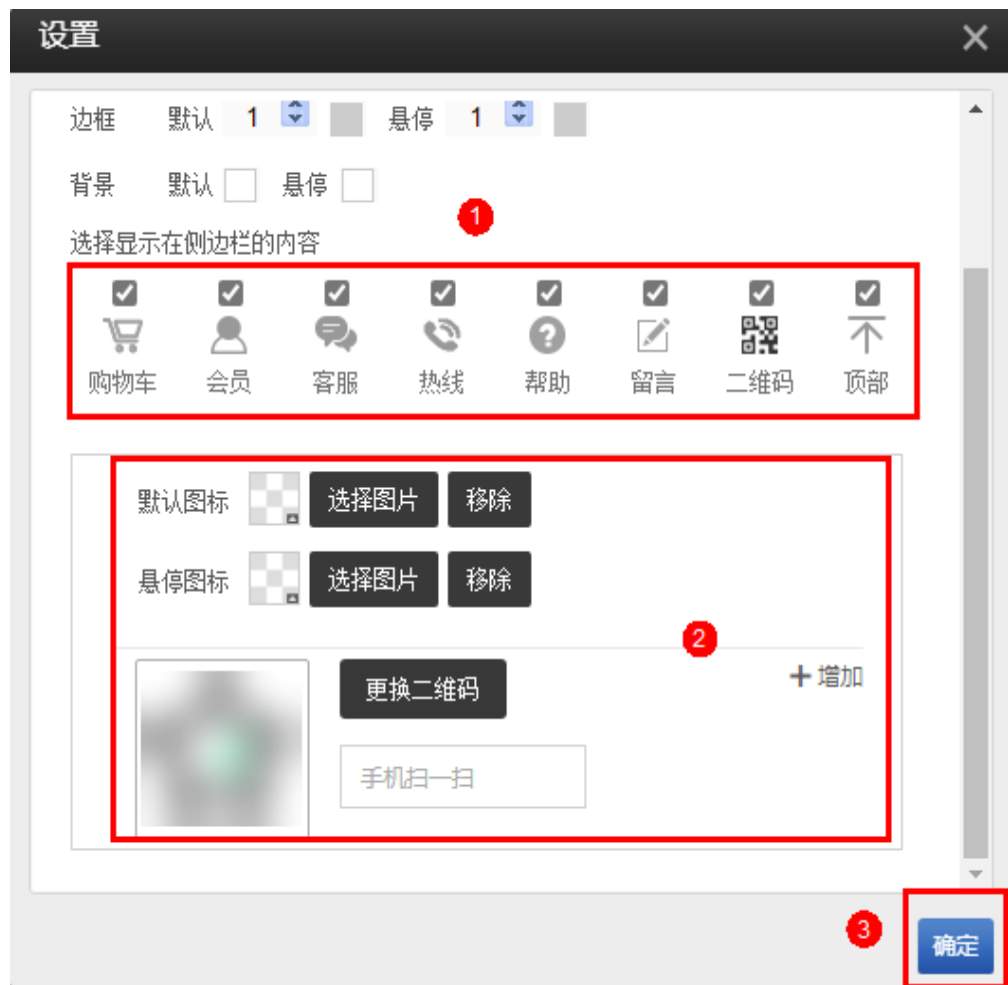 设置
边框 默认 1 悬停 1
背景 默认 悬停
1
选择显示在侧边栏的内容
购物车 会员 客服 热线 帮助 留言 二维码 顶部
默认图标 选择图片 移除
悬停图标 选择图片 移除
2
更换二维码 增加
手机扫一扫
3
确定